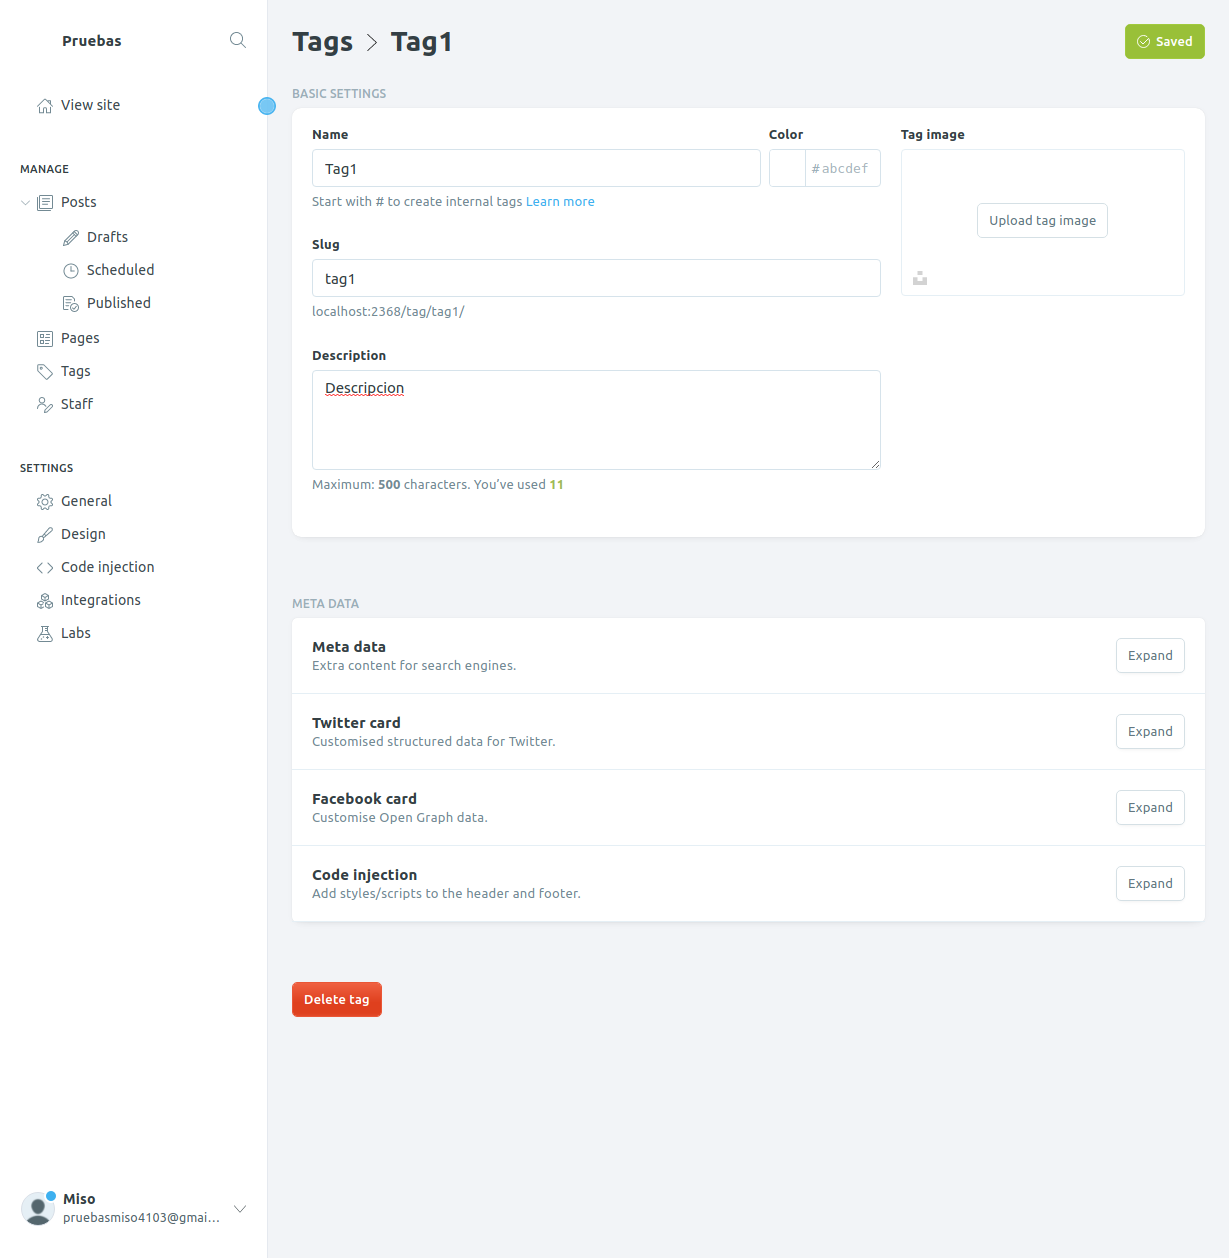 Pruebas
View site
MANAGE
Posts
Drafts
Scheduled
Published
Pages
Tags
Staff
SETTINGS
General
Design
Code injection
Integrations
Labs
Miso
pruebasmiso4103@gmai...
Tags > Tag1
Saved
BASIC SETTINGS
Name
Tag1
Start with # to create internal tags Learn more
Color
#abcdef
Slug
tag1
localhost:2368/tag/tag1/
Description
Descripcion
Maximum: 500 characters. You’ve used 11
Tag image
Upload tag image
META DATA
Meta data
Extra content for search engines.
Expand
Twitter card
Customised structured data for Twitter.
Expand
Facebook card
Customise Open Graph data.
Expand
Code injection
Add styles/scripts to the header and footer.
Expand
Delete tag